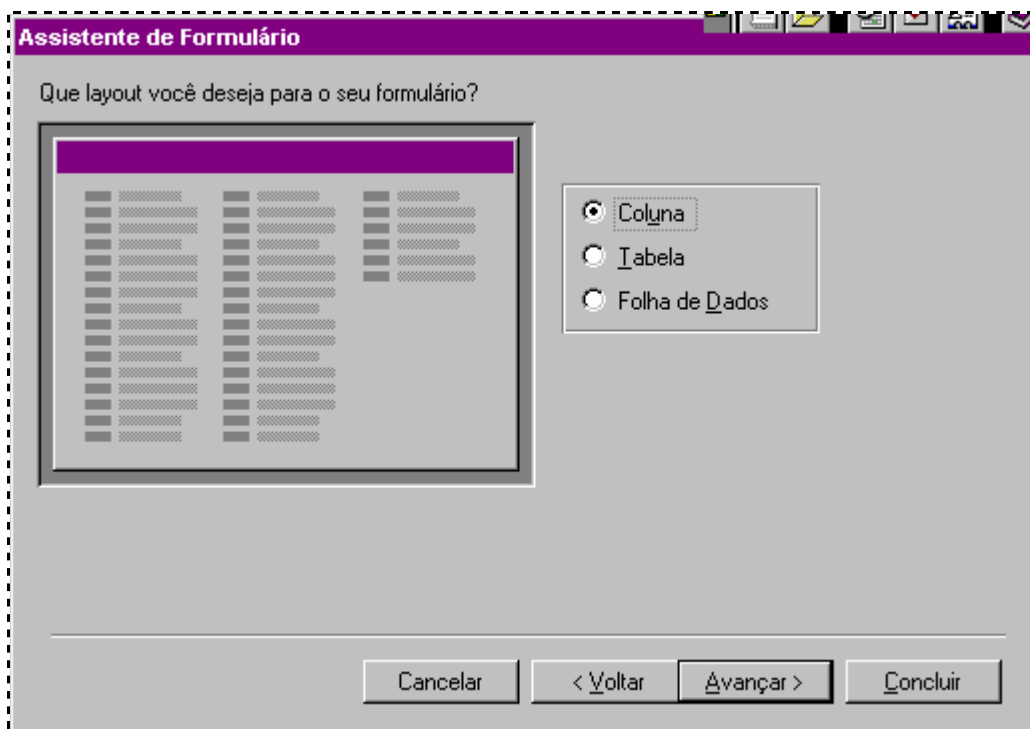 Assistente de Formulário
Que layout você deseja para o seu formulário?
Coluna
Tabela
Folha de Dados
Cancelar < Voltar Avançar > Concluir